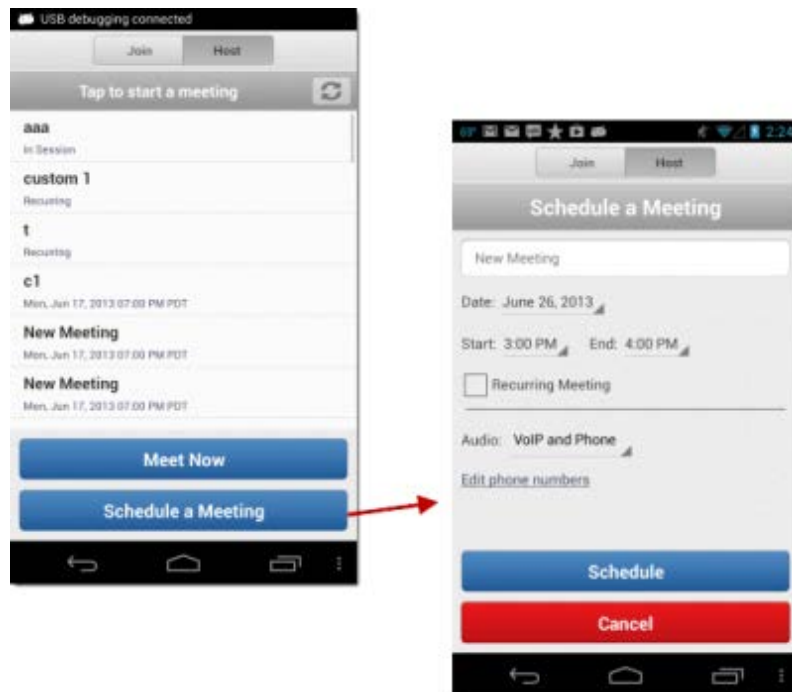 USB debugging connected
Join Host
Tap to start a meeting
aaa
In Session
custom 1
Recurring
t
Recurring
c1
Mon, Jun 17, 2013 07:00 PM PDT
New Meeting
Mon, Jun 17, 2013 07:00 PM PDT
New Meeting
Mon, Jun 17, 2013 07:00 PM PDT
Meet Now
Schedule a Meeting
2:24
Join Host
Schedule a Meeting
New Meeting
Date: June 26, 2013
Start: 3:00 PM End: 4:00 PM
Recurring Meeting
Audio: VoIP and Phone
Edit phone numbers
Schedule
Cancel